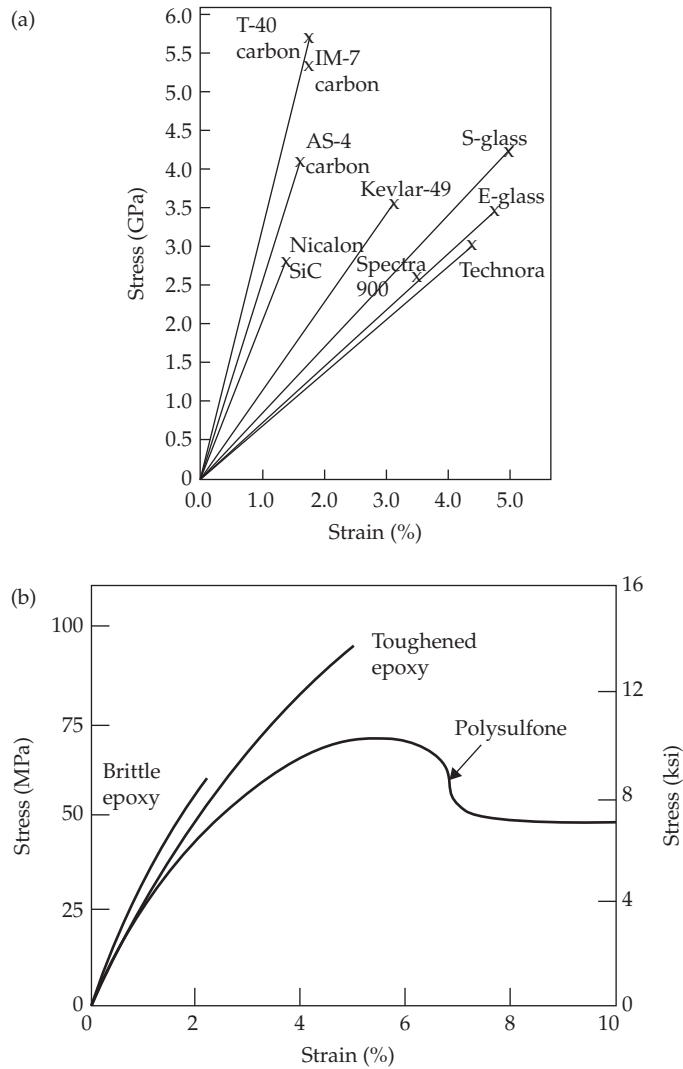 (a)
6.0
T-40
carbon
5.5
IM-7
carbon
5.0
4.5
AS-4
carbon
S-glass
4.0
Kevlar-49
E-glass
3.5
3.0
Nicalon
SiC
Spectra
900
Technora
2.5
2.0
1.5
1.0
0.5
0
Stress (GPa)
0.0 1.0 2.0 3.0 4.0 5.0
Strain (%)
(b)
16
100
Toughened
epoxy
12
75
Polysulfone
Brittle
epoxy
50
8
25
4
0
0
Stress (MPa)
Stress (ksi)
0 2 4 6 8 10
Strain (%)